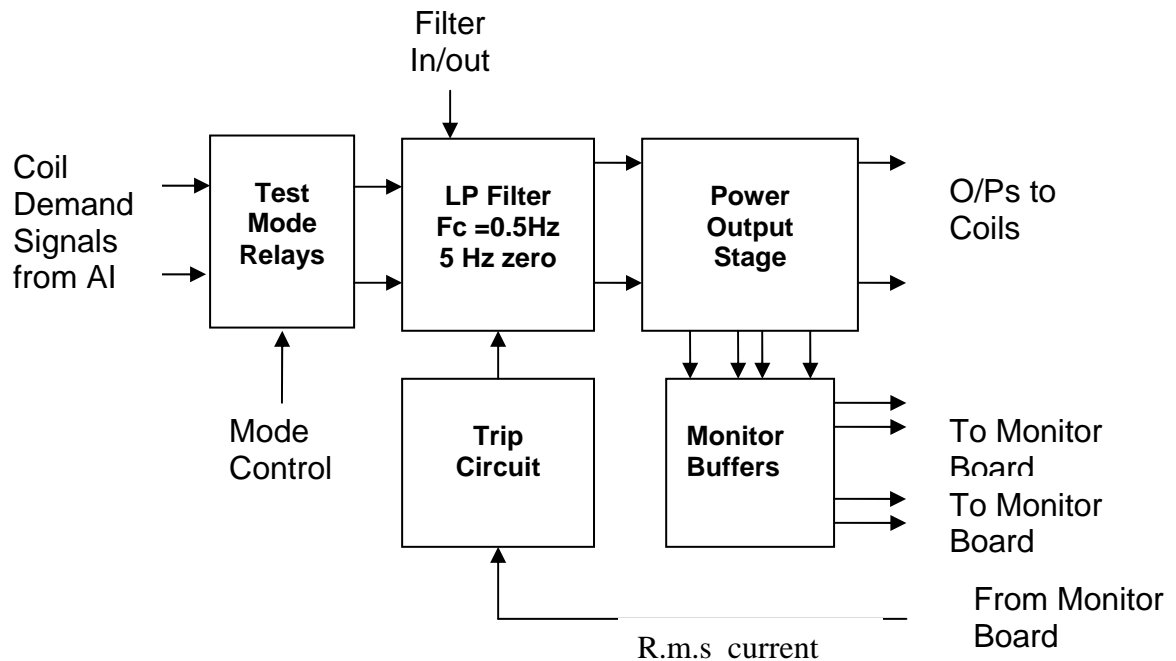 Filter
In/out
Coil
Demand
Signals
from AI
Test
Mode
Relays
LP Filter
Fc =0.5Hz
5 Hz zero
Power
Output
Stage
O/Ps to
Coils
Mode
Control
Trip
Circuit
Monitor
Buffers
To Monitor
Board
To Monitor
Board
From Monitor
Board
R.m.s current